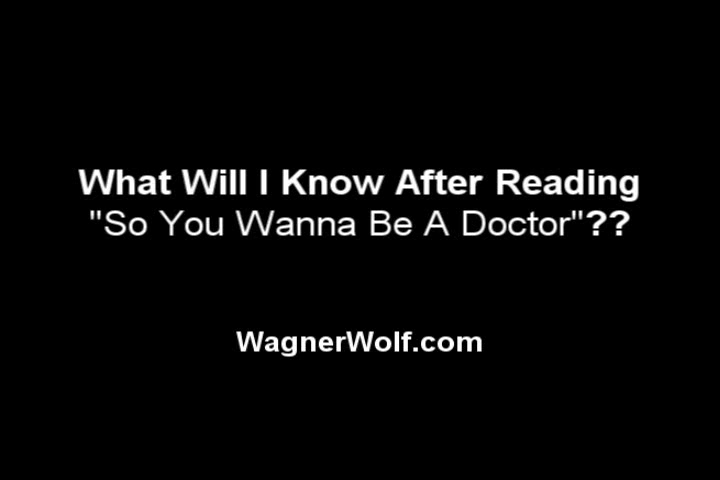 What Will I Know After Reading
"So You Wanna Be A Doctor"??
WagnerWolf.com